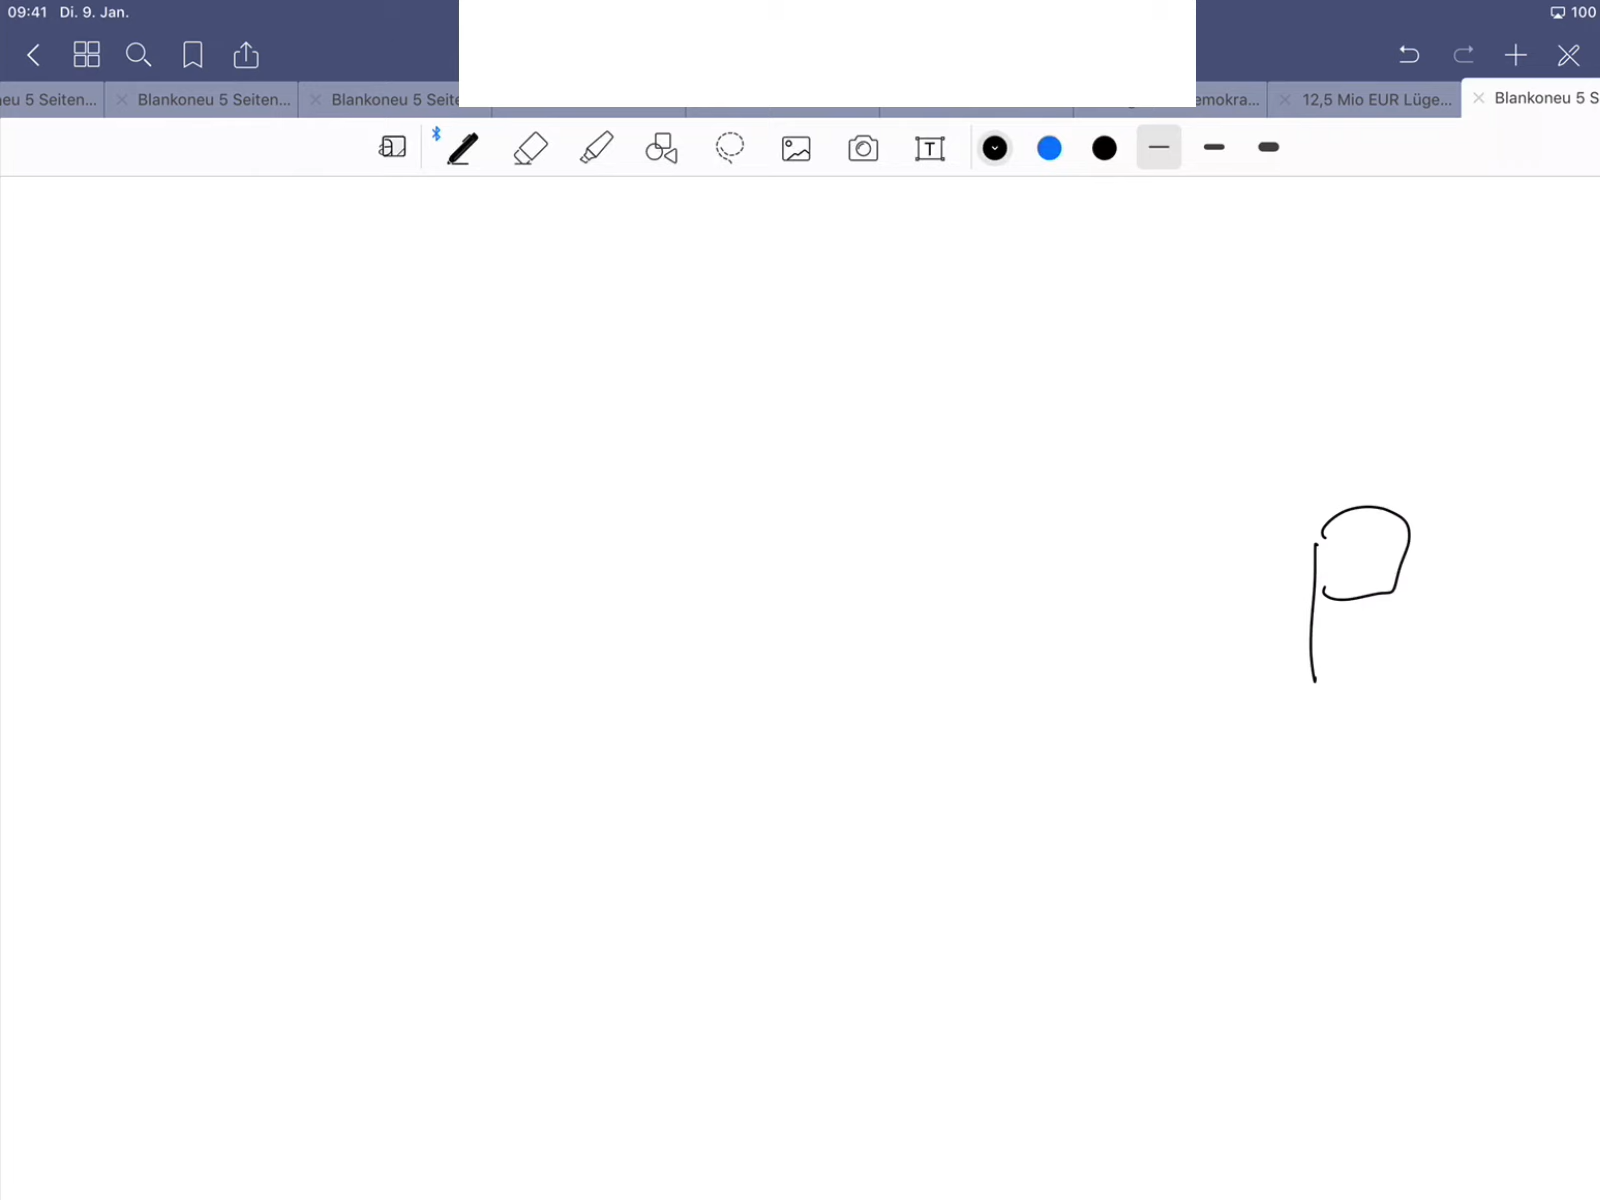 09:41 Di. 9. Jan. 100
eu 5 Seiten... Blankoneu 5 Seiten... Blankoneu 5 Seite emokra... 12,5 Mio EUR Lüge... Blankoneu 5 S
a T
P